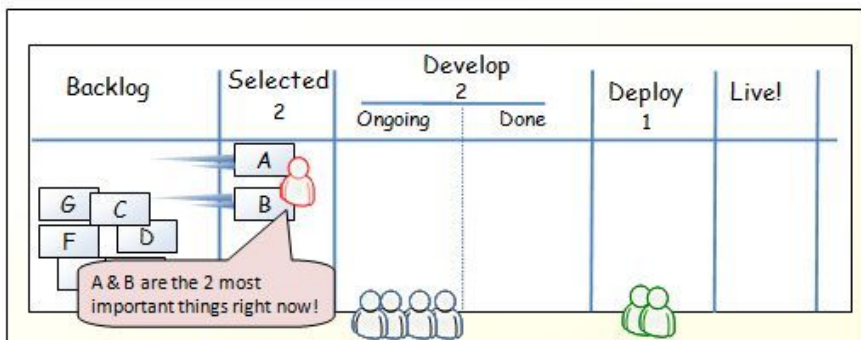 Backlog
Selected
2
Develop
2
Ongoing
Done
Deploy
1
Live!
A
B
G
C
F
D
A & B are the 2 most
important things right now!